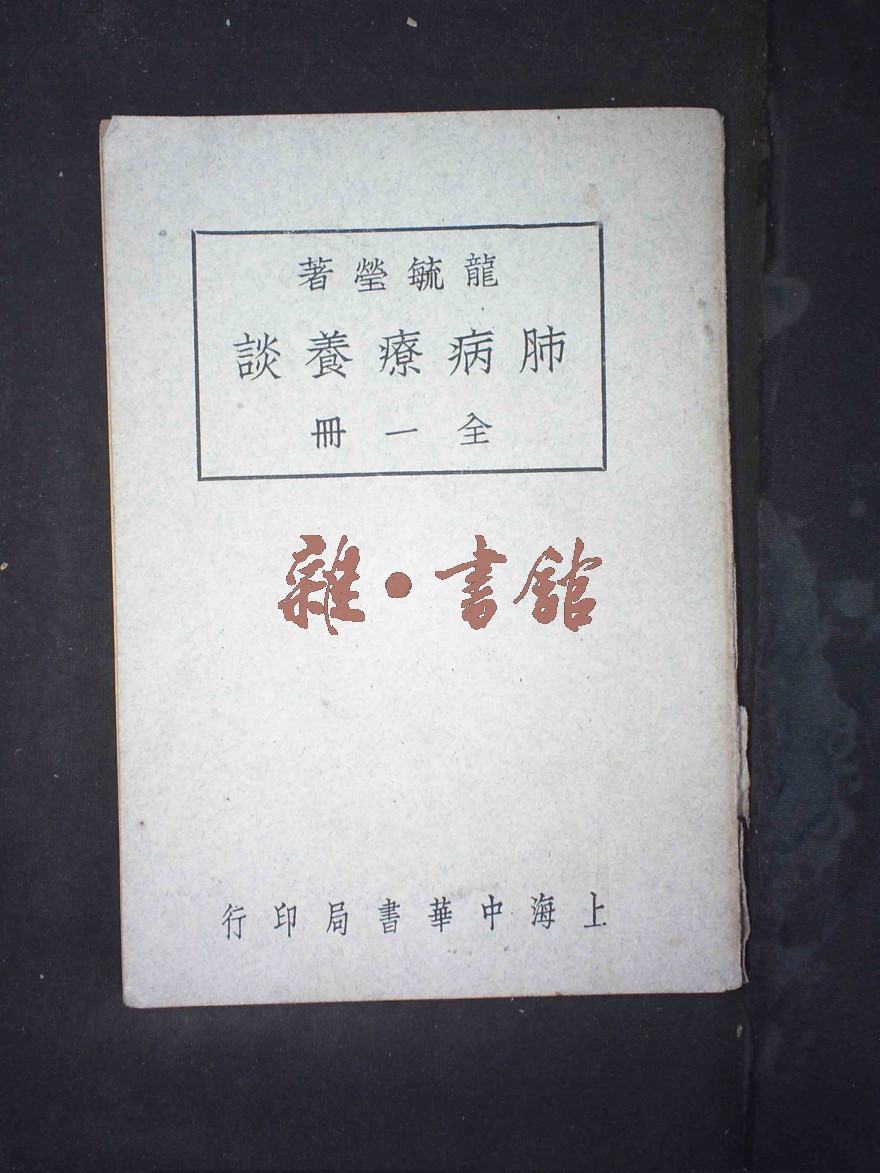 龍毓瑩著
肺病療養談
全一冊
雜·書館
上海中華書局印行